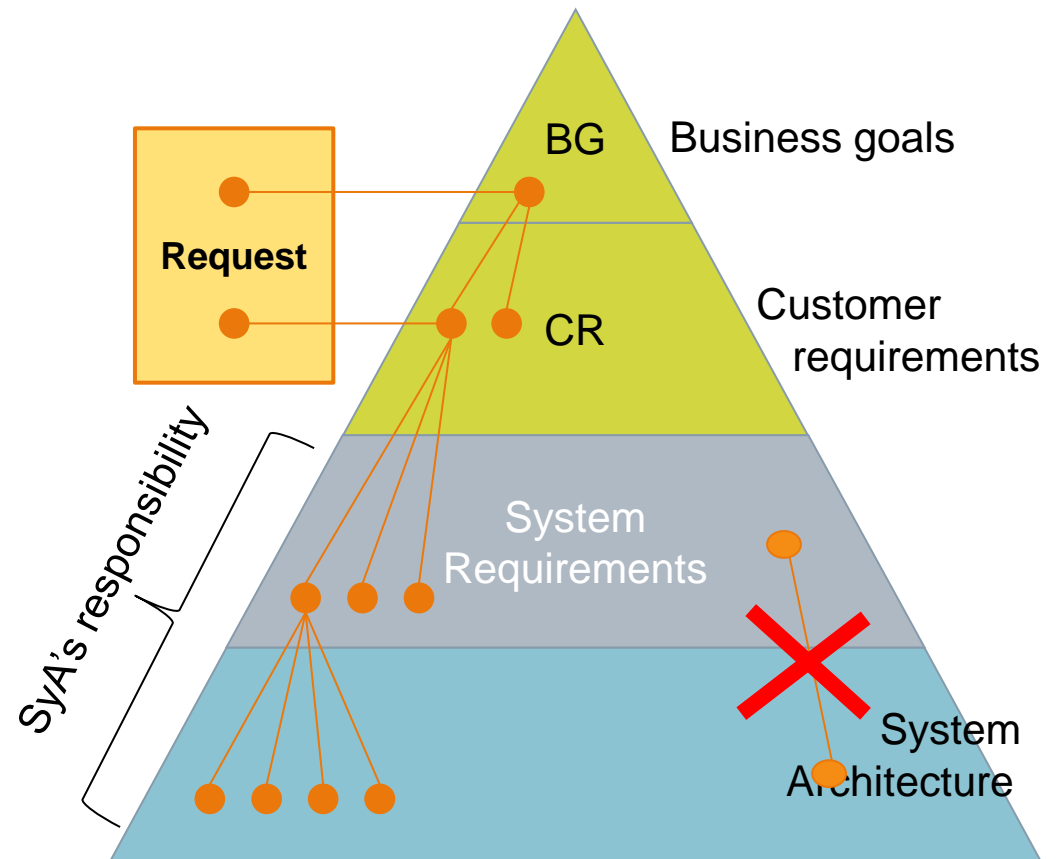 BG
Business goals
Request
CR
Customer
requirements
SyA's responsibility
System
Requirements
System
Architecture